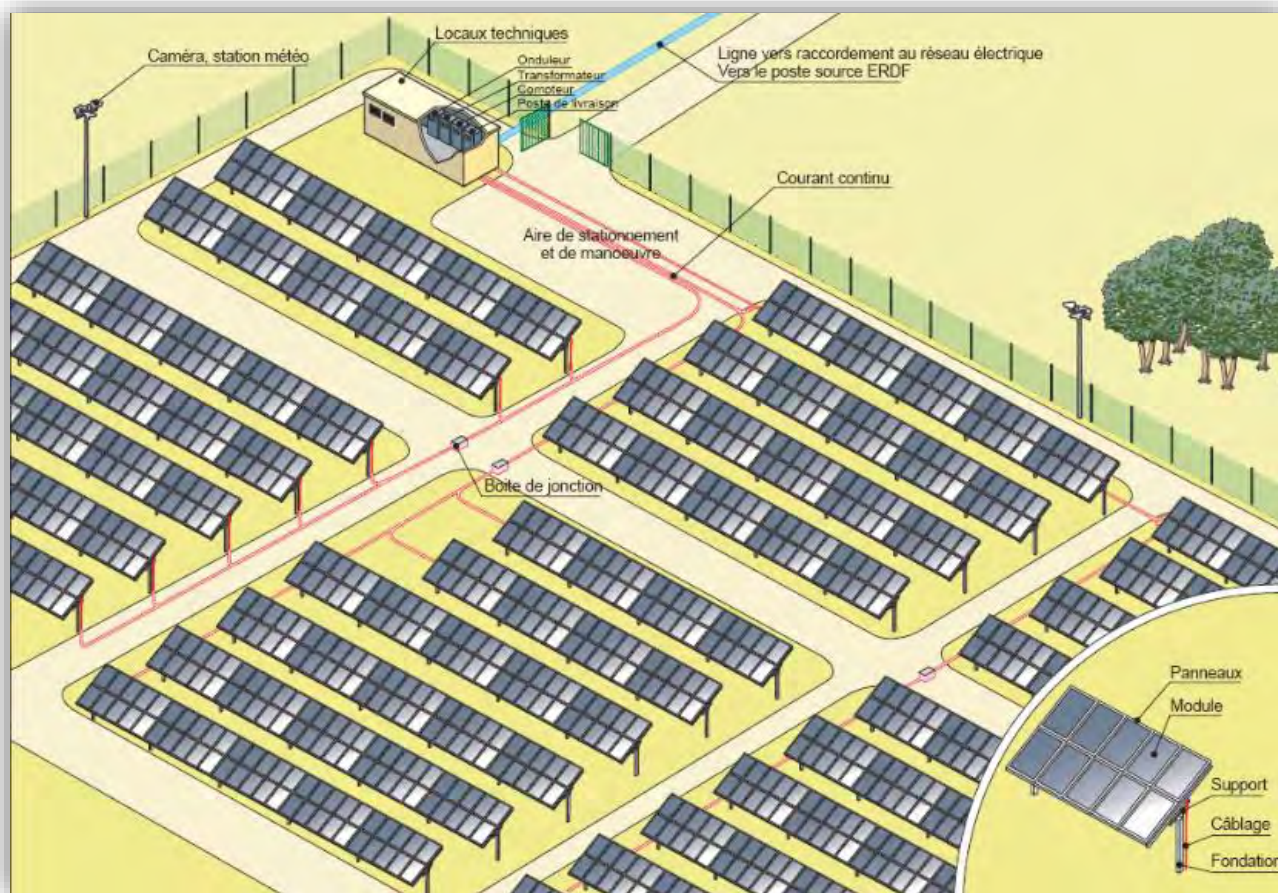 Caméra, station météo
Locaux techniques
Onduleur
Transformateur
Compteur
Poste de livraison
Ligne vers raccordement au réseau électrique
Vers le poste source ERDF
Courant continu
Aire de stationnement
et de manoeuvre
Boite de jonction
Panneaux
Module
Support
Câblage
Fondation